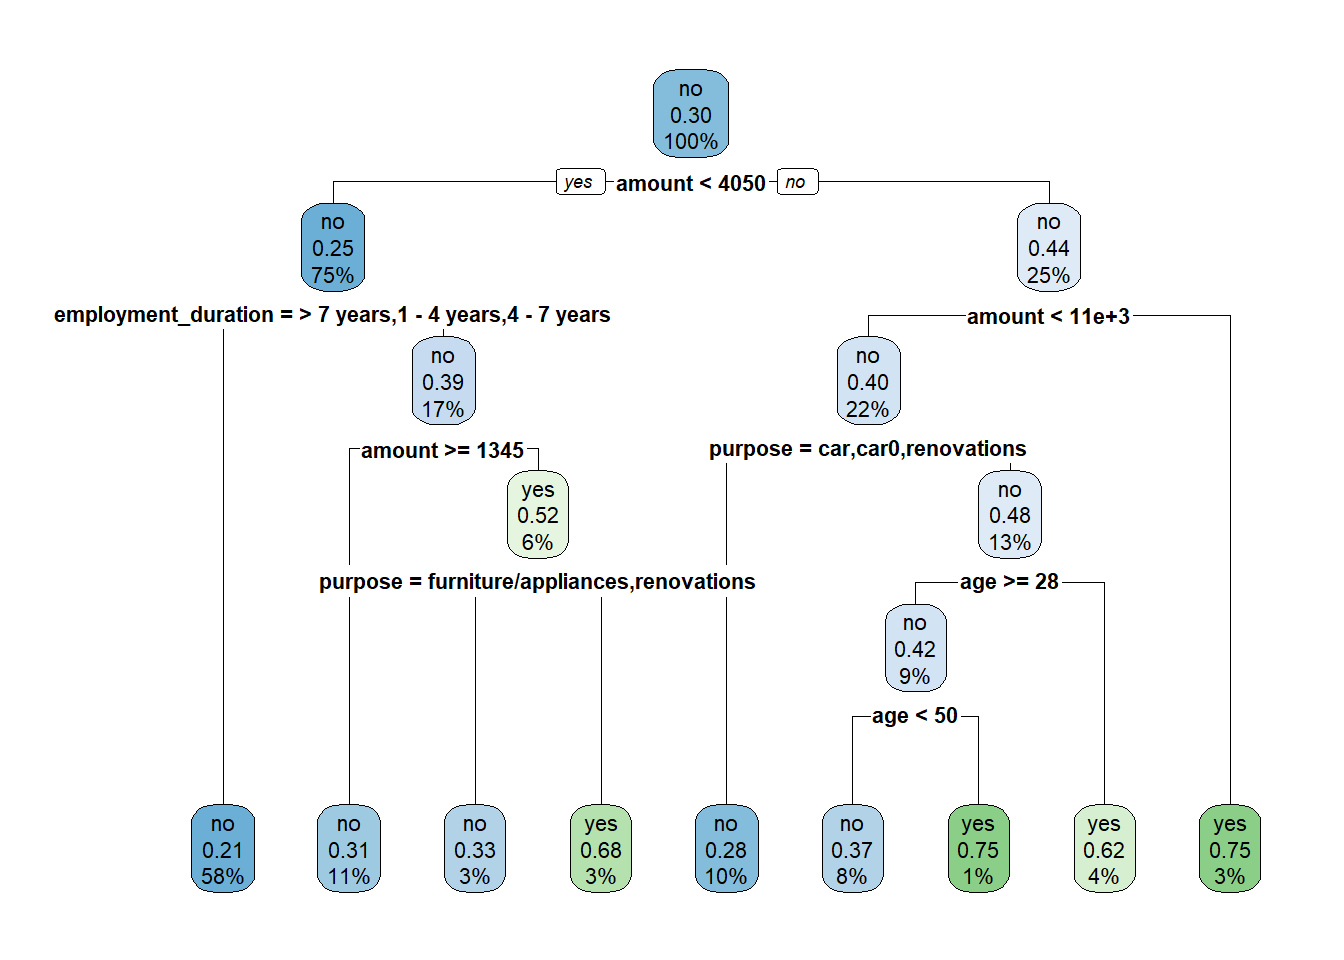 no
0.30
100%
yes
amount < 4050
no
no
0.25
75%
no
0.44
25%
employment_duration = > 7 years,1 - 4 years,4 - 7 years
amount < 11e+3
no
0.39
17%
no
0.40
22%
amount >= 1345
purpose = car,car0,renovations
yes
0.52
6%
no
0.48
13%
purpose = furniture/appliances,renovations
age >= 28
no
0.42
9%
age < 50
no
0.21
58%
no
0.31
11%
no
0.33
3%
yes
0.68
3%
no
0.28
10%
no
0.37
8%
yes
0.75
1%
yes
0.62
4%
yes
0.75
3%